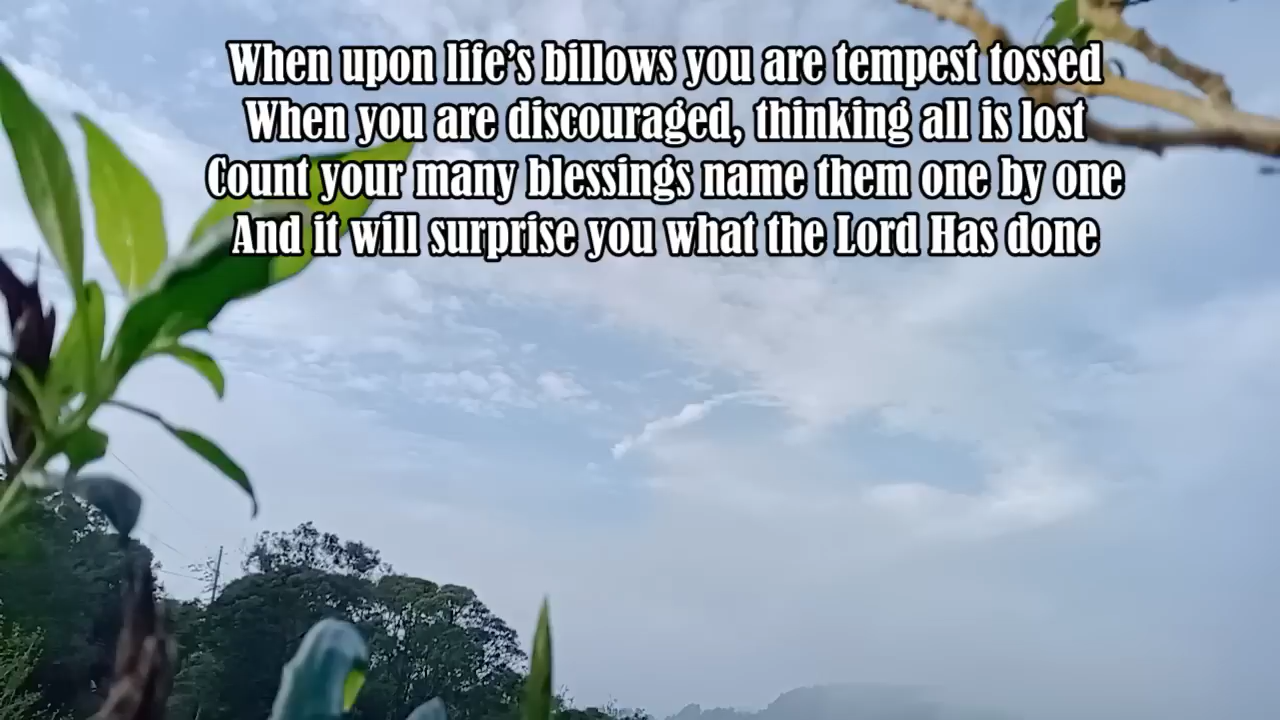 When upon life's billows you are tempest tossed
When you are discouraged, thinking all is lost
Count your many blessings name them one by one
And it will surprise you what the Lord Has done